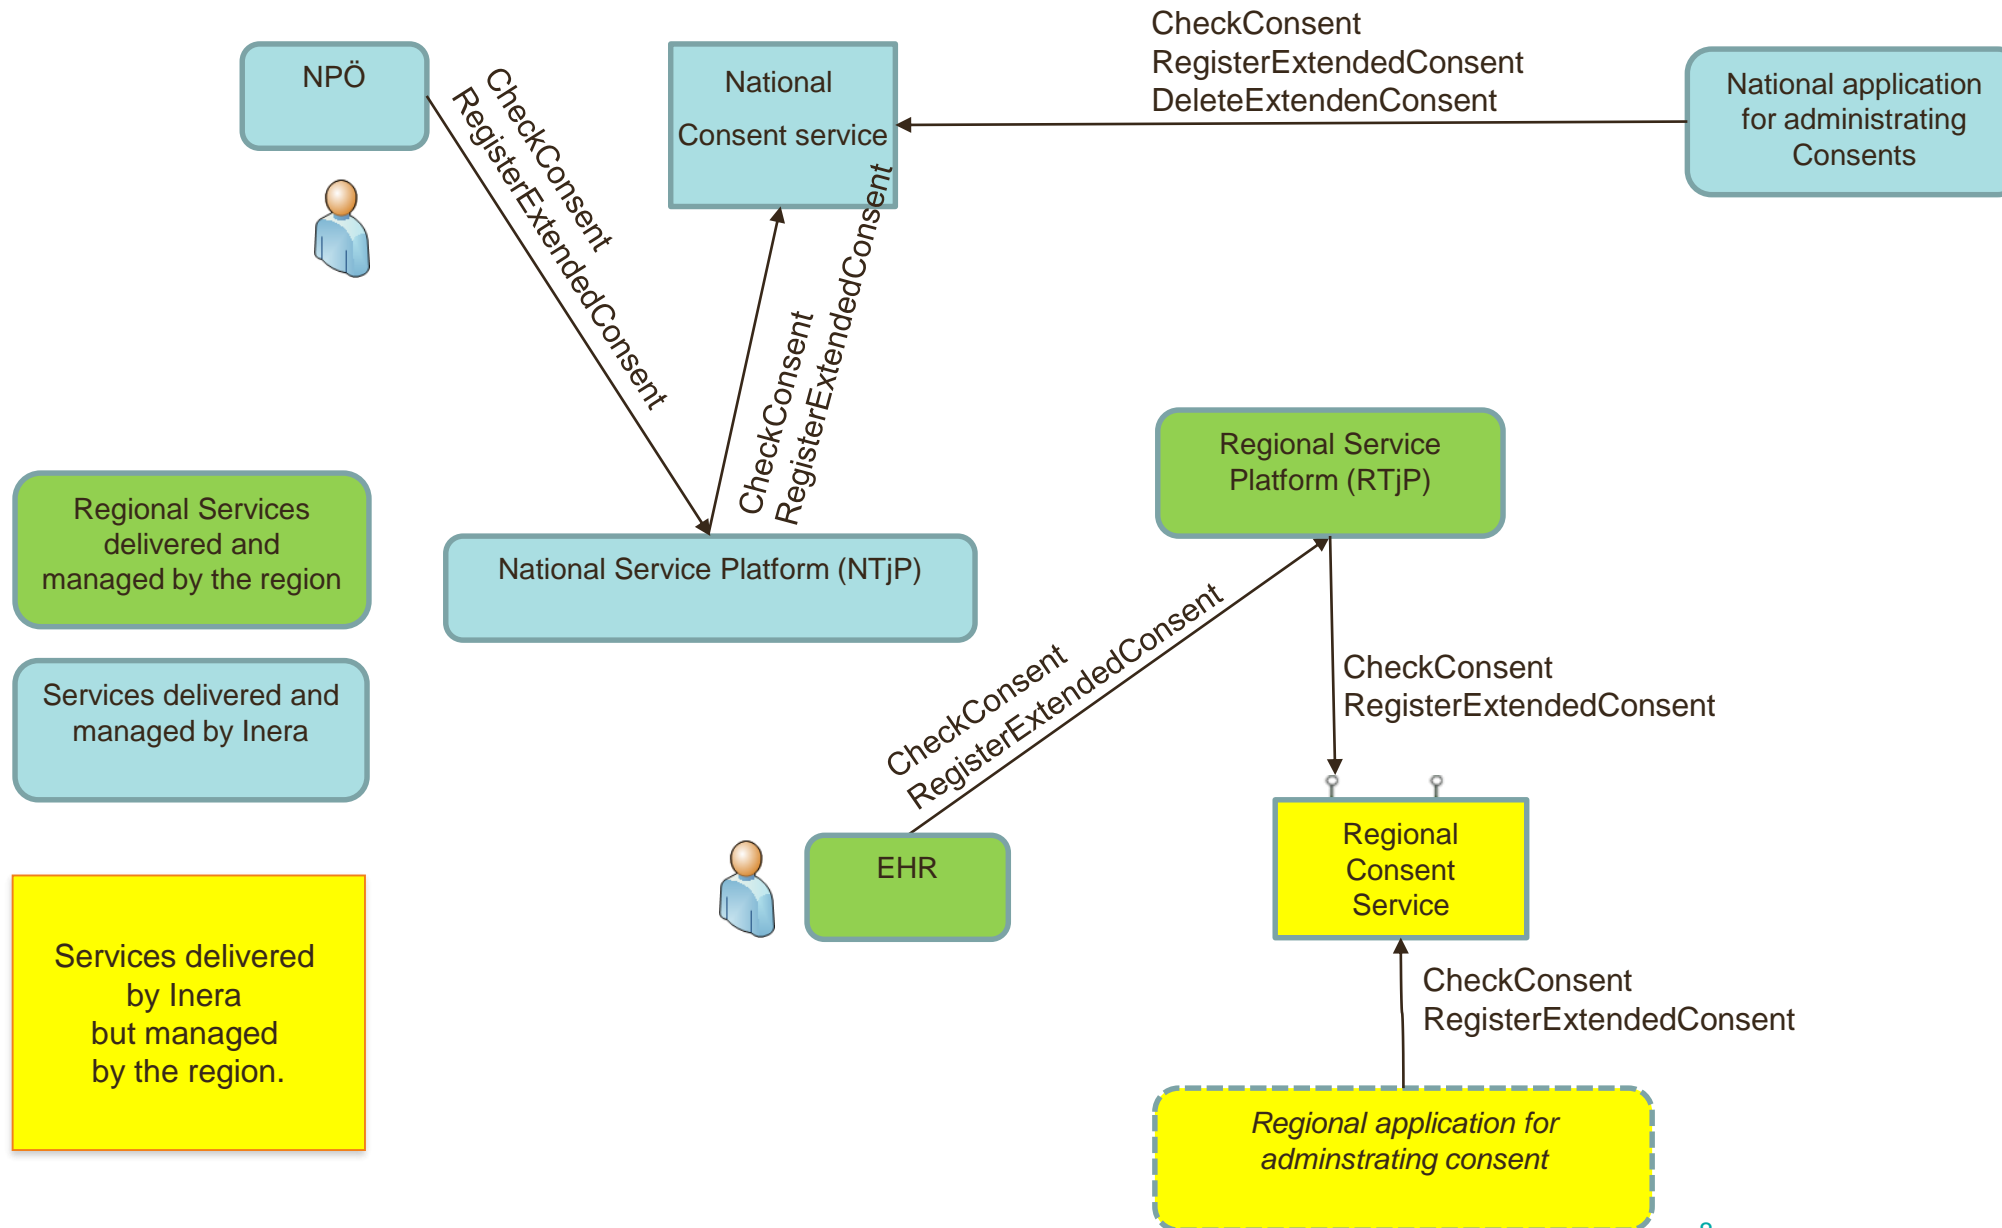 CheckConsent
RegisterExtendedConsent
DeleteExtendenConsent
NPÖ
National
Consent service
National application
for administrating
Consents
CheckConsent
RegisterExtendedConsent
CheckConsent
RegisterExtendedConsent
Regional Service
Platform (RTjP)
Regional Services
delivered and
managed by the region
National Service Platform (NTjP)
CheckConsent
RegisterExtendedConsent
CheckConsent
RegisterExtendedConsent
Services delivered and
managed by Inera
Regional
Consent
Service
EHR
Services delivered
by Inera
but managed
by the region.
CheckConsent
RegisterExtendedConsent
Regional application for
adminstrating consent